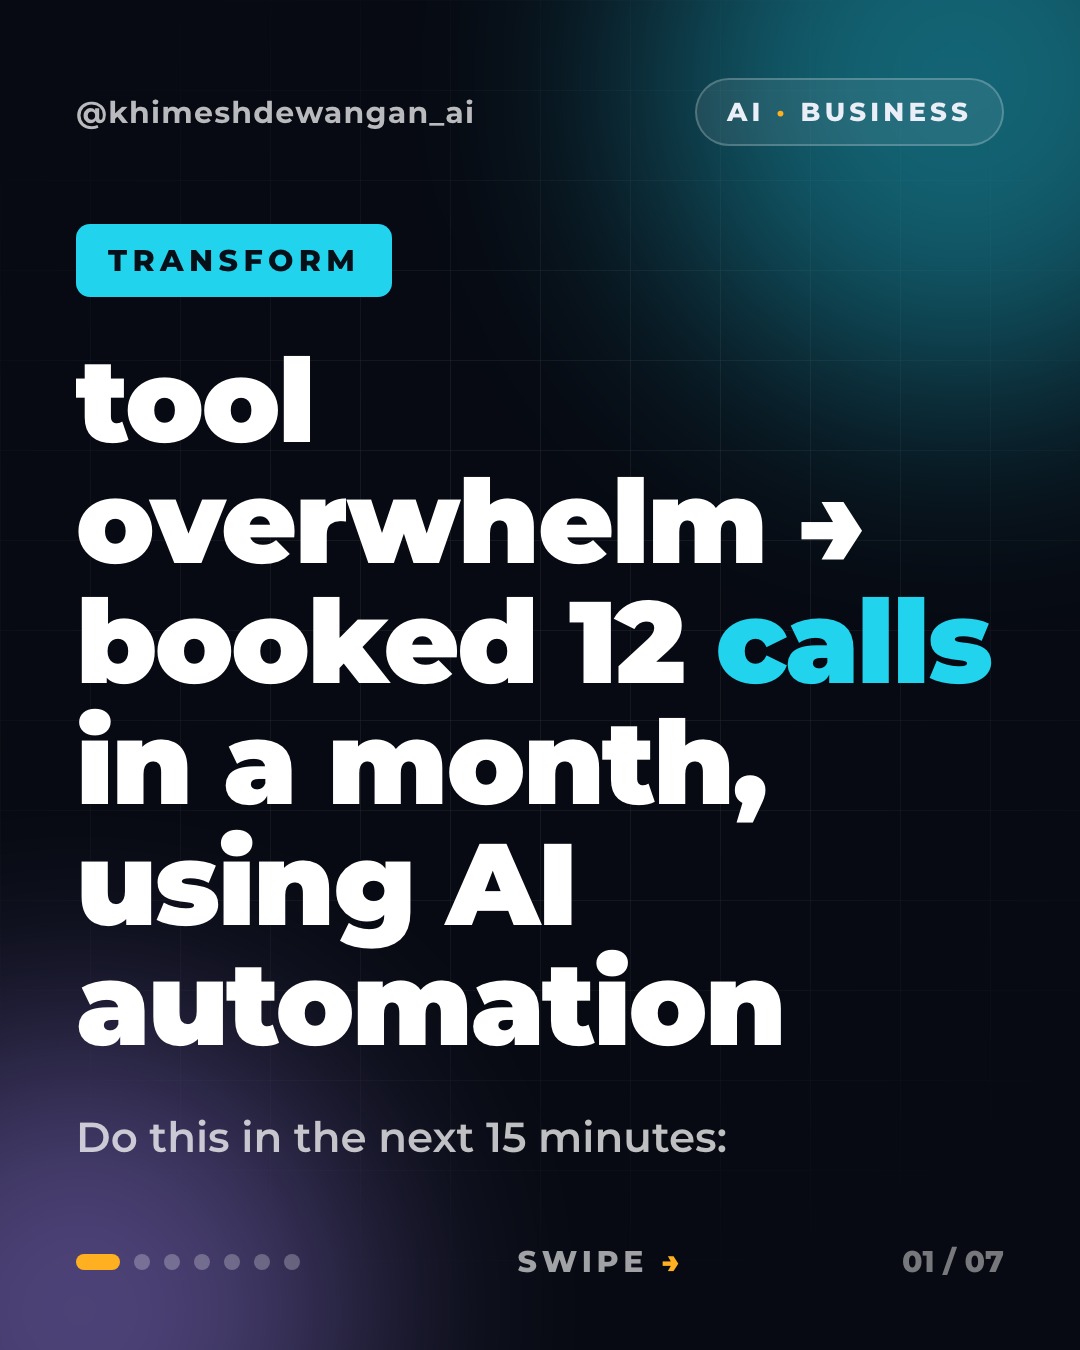 @khimeshdewangan_ai
AI · BUSINESS
TRANSFORM
tool
overwhelm →
booked 12 calls
in a month,
using AI
automation
Do this in the next 15 minutes:
SWIPE →
01 / 07